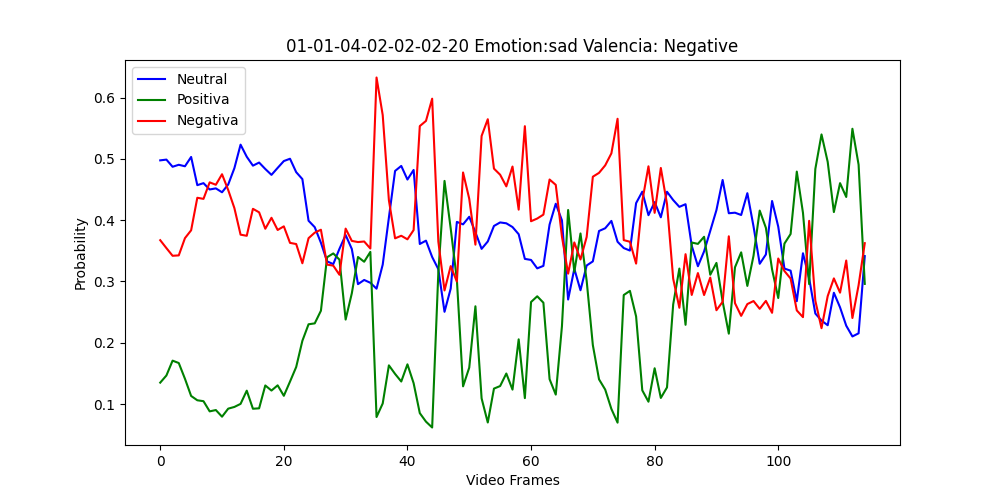 01-01-04-02-02-02-20 Emotion:sad Valencia: Negative
Neutral
Positiva
Negativa
Probability
0.6
0.5
0.4
0.3
0.2
0.1
0 20 40 60 80 100
Video Frames